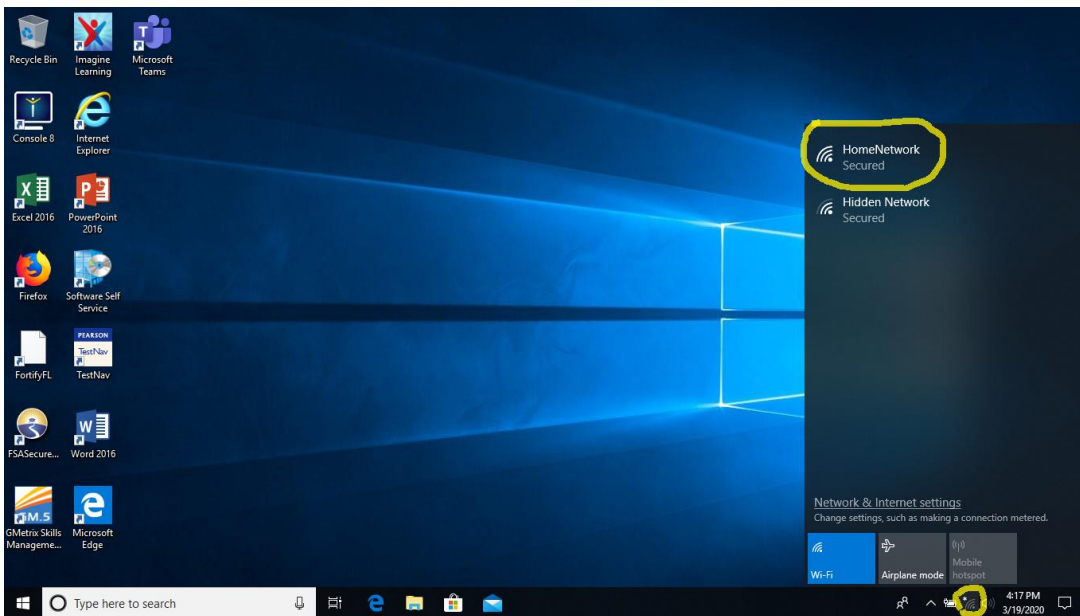 Recycle Bin
Imagine
Learning
Microsoft
Teams
Console 8
Internet
Explorer
Excel 2016
PowerPoint
2016
Firefox
Software Self
Service
FortifyFL
PEARSON
TestNav
TestNav
FSASecure...
Word 2016
GMetrix Skills
Manageme...
Microsoft
Edge
HomeNetwork
Secured
Hidden Network
Secured
Network & Internet settings
Change settings, such as making a connection metered.
Wi-Fi
Airplane mode
Mobile
hotspot
Type here to search
4:17 PM
3/19/2020